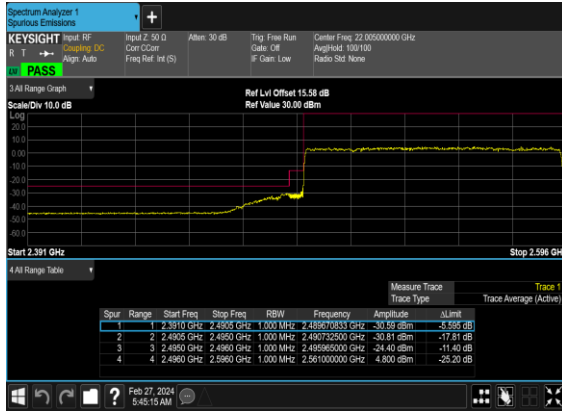 Spectrum Analyzer 1
Spurious Emissions
KEYSIGHT Input: RF Input Z: 50 Ω Atten: 30 dB Trig: Free Run Center Freq: 22.005000000 GHz
R T Coupling: DC Corr CCorr Gate: Off Avg|Hold: 100/100
Align: Auto Freq Ref: Int (S) IF Gain: Low Radio Std: None
PASS
3 All Range Graph
Ref Lvl Offset 15.58 dB
Scale/Div 10.0 dB Ref Value 30.00 dBm
Log
20.0
10.0
0.00
-10.0
-20.0
-30.0
-40.0
-50.0
-60.0
Start 2.391 GHz Stop 2.596 GH
4 All Range Table
Measure Trace Trace 1
Trace Type Trace Average (Active)
Spur Range Start Freq Stop Freq RBW Frequency Amplitude ΔLimit
1 1 2.3910 GHz 2.4905 GHz 1.000 MHz 2.489670833 GHz -30.59 dBm -5.595 dB
2 2 2.4905 GHz 2.4950 GHz 1.000 MHz 2.490732500 GHz -30.81 dBm -17.81 dB
3 3 2.4950 GHz 2.4960 GHz 1.000 MHz 2.495965000 GHz -24.40 dBm -11.40 dB
4 4 2.4960 GHz 2.5960 GHz 1.000 MHz 2.561000000 GHz 4.800 dBm -25.20 dB
Feb 27, 2024
5:45:15 AM